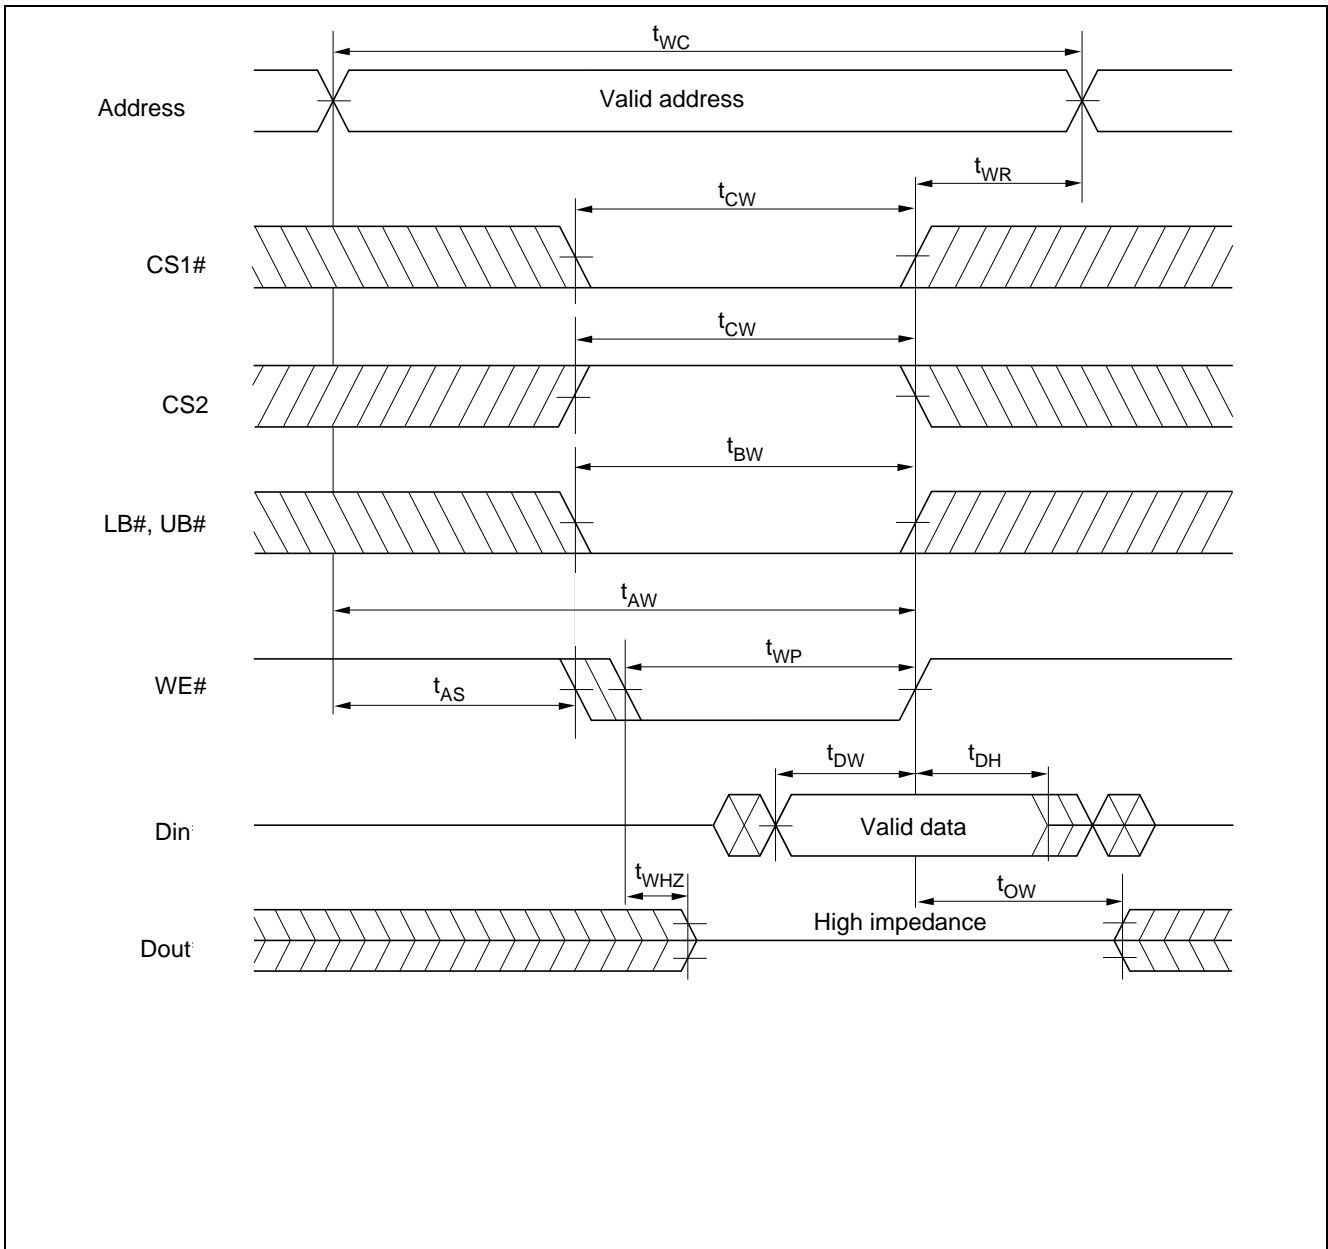 tWC
Address
Valid address
tWR
tCW
CS1#
tCW
CS2
tBW
LB#, UB#
tAW
tWP
WE#
tAS
tDW
tDH
Din
Valid data
tWHZ
tOW
High impedance
Dout